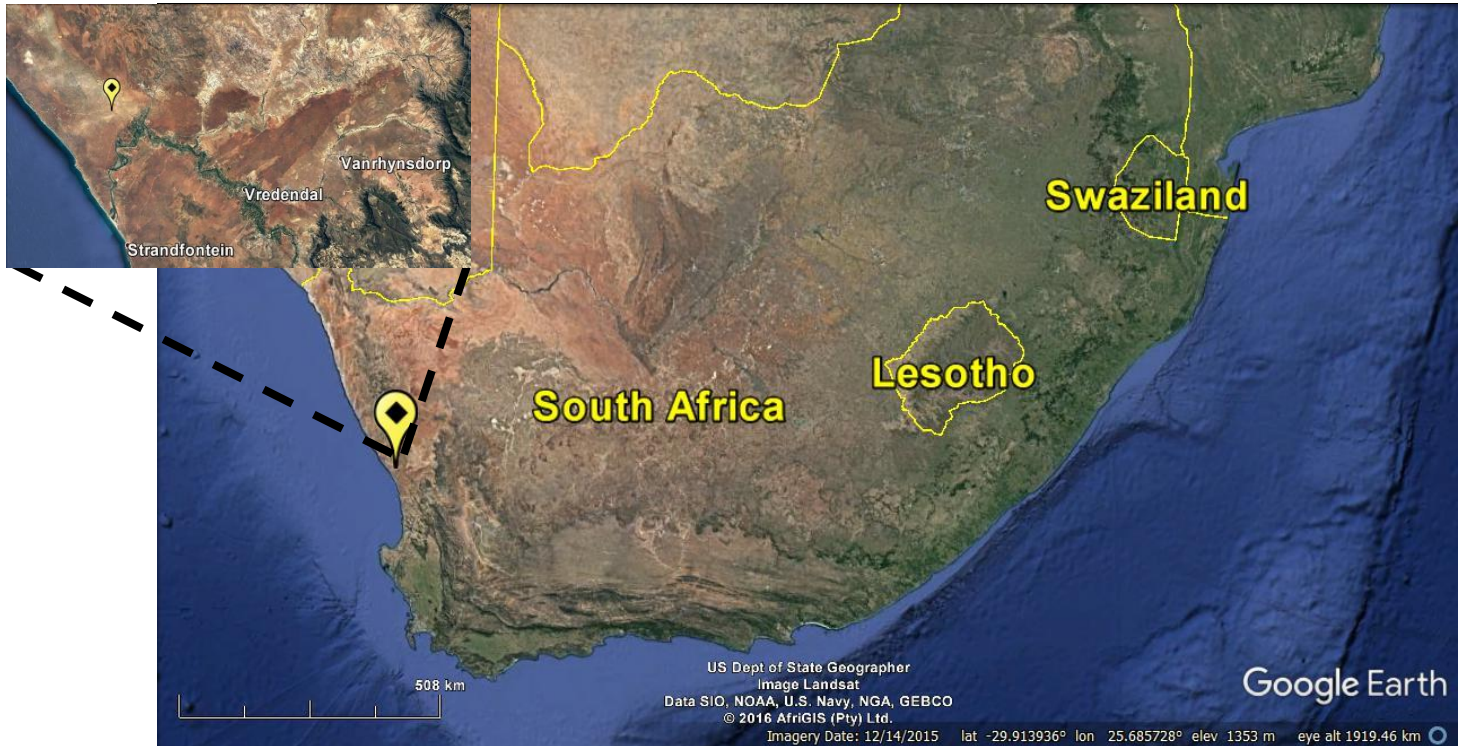 Vanrhynsdorp
Vredendal
Strandfontein
Swaziland
Lesotho
South Africa
508 km
US Dept of State Geographer
Image Landsat
Data SIO, NOAA, U.S. Navy, NGA, GEBCO
© 2016 AfriGIS (Pty) Ltd.
Google Earth
Imagery Date: 12/14/2015 lat -29.913936° lon 25.685728° elev 1353 m eye alt 1919.46 km